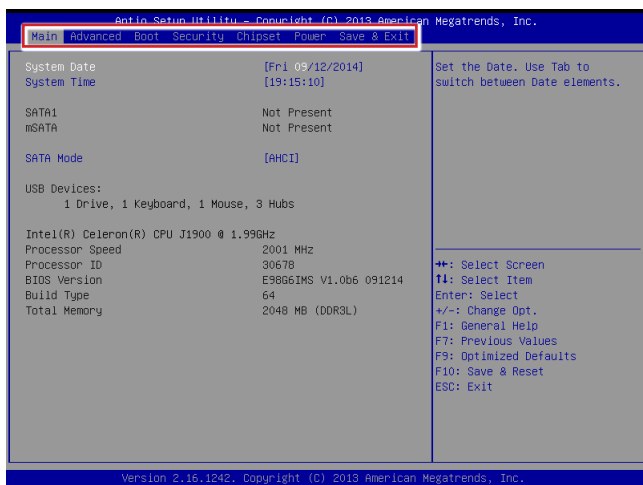 Aptio Setup Utility – Copyright (C) 2013 American Megatrends, Inc.
Main Advanced Boot Security Chipset Power Save & Exit
System Date [Fri 09/12/2014]
System Time [19:15:10]
SATA1 Not Present
mSATA Not Present
SATA Mode [AHCI]
USB Devices:
1 Drive, 1 Keyboard, 1 Mouse, 3 Hubs
Intel(R) Celeron(R) CPU J1900 @ 1.99GHz
Processor Speed 2001 MHz
Processor ID 30678
BIOS Version E98G6IMS V1.0b6 091214
Build Type 64
Total Memory 2048 MB (DDR3L)
Set the Date. Use Tab to
switch between Date elements.
→←: Select Screen
↑↓: Select Item
Enter: Select
+/-: Change Opt.
F1: General Help
F7: Previous Values
F9: Optimized Defaults
F10: Save & Reset
ESC: Exit
Version 2.16.1242. Copyright (C) 2013 American Megatrends, Inc.